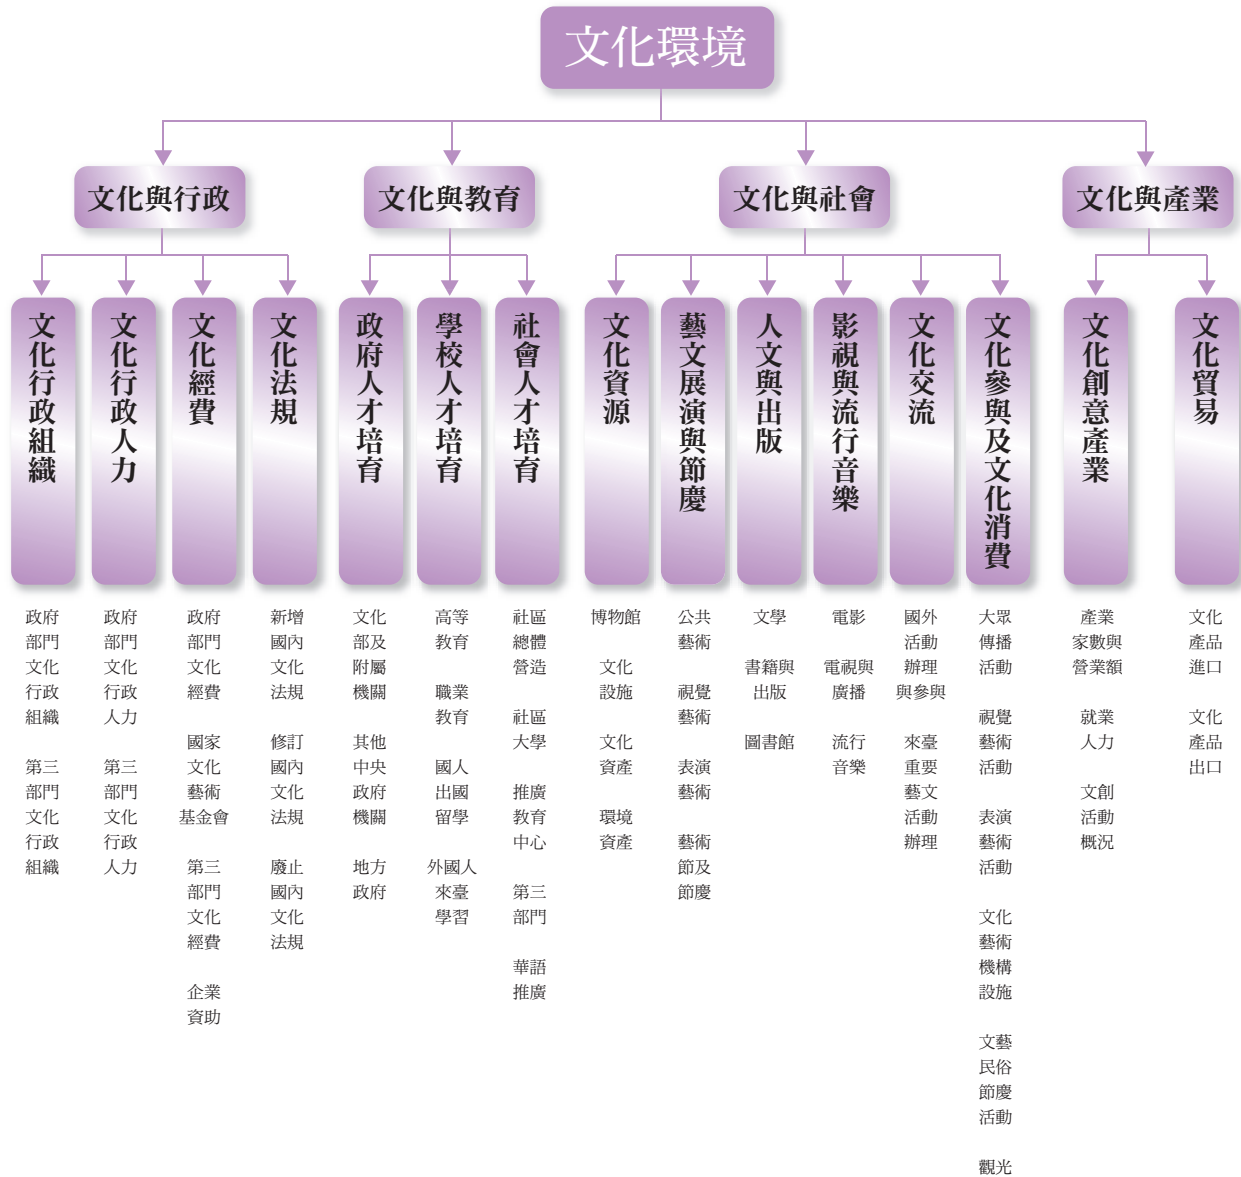 文化環境
文化與行政
文化與教育
文化與社會
文化與產業
文化行政組織
文化行政人力
文化經費
文化法規
政府人才培育
學校人才培育
社會人才培育
文化資源
藝文展演與節慶
人文與出版
影視與流行音樂
文化交流
文化參與及文化消費
文化創意產業
文化貿易
政府
部門
文化
行政
組織
第三
部門
文化
行政
組織
政府
部門
文化
行政
人力
第三
部門
文化
行政
人力
政府
部門
文化
經費
國家
文化
藝術
基金會
第三
部門
文化
經費
企業
資助
新增
國內
文化
法規
修訂
國內
文化
法規
廢止
國內
文化
法規
文化
部及
附屬
機關
其他
中央
政府
機關
地方
政府
高等
教育
職業
教育
國人
出國
留學
外國人
來臺
學習
社區
總體
營造
社區
大學
推廣
教育
中心
第三
部門
華語
推廣
博物館
文化
設施
文化
資產
環境
資產
公共
藝術
視覺
藝術
表演
藝術
藝術
節及
節慶
文學
書籍與
出版
圖書館
電影
電視與
廣播
流行
音樂
國外
活動
辦理
與參與
來臺
重要
藝文
活動
辦理
大眾
傳播
活動
視覺
藝術
活動
表演
藝術
活動
文化
藝術
機構
設施
文藝
民俗
節慶
活動
觀光
產業
家數與
營業額
就業
人力
文創
活動
概況
文化
產品
進口
文化
產品
出口